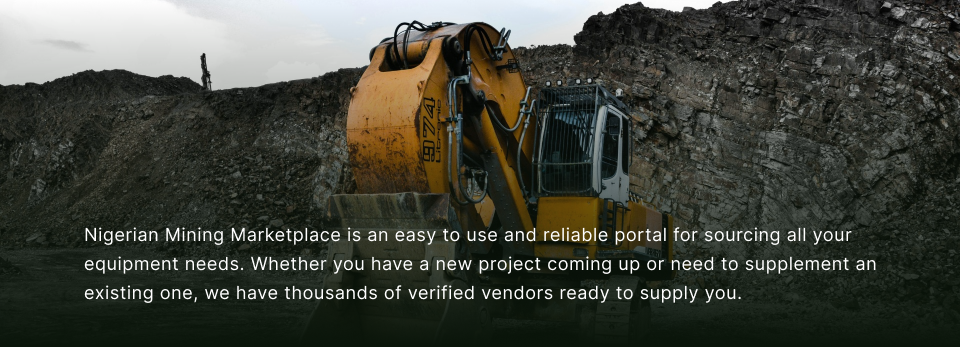 974
Litronic
Nigerian Mining Marketplace is an easy to use and reliable portal for sourcing all your
equipment needs. Whether you have a new project coming up or need to supplement an
existing one, we have thousands of verified vendors ready to supply you.